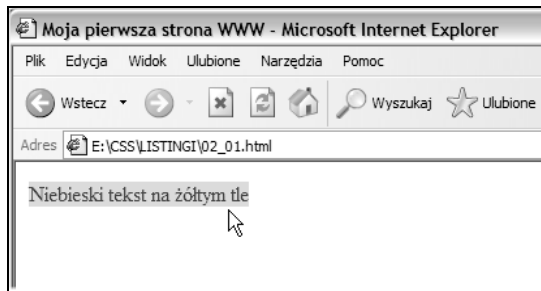 Moja pierwsza strona WWW - Microsoft Internet Explorer
Plik Edycja Widok Ulubione Narzędzia Pomoc
Wstecz Wyszukaj Ulubione
Adres E:\CSS\LISTINGI\02_01.html
Niebieski tekst na żółtym tle